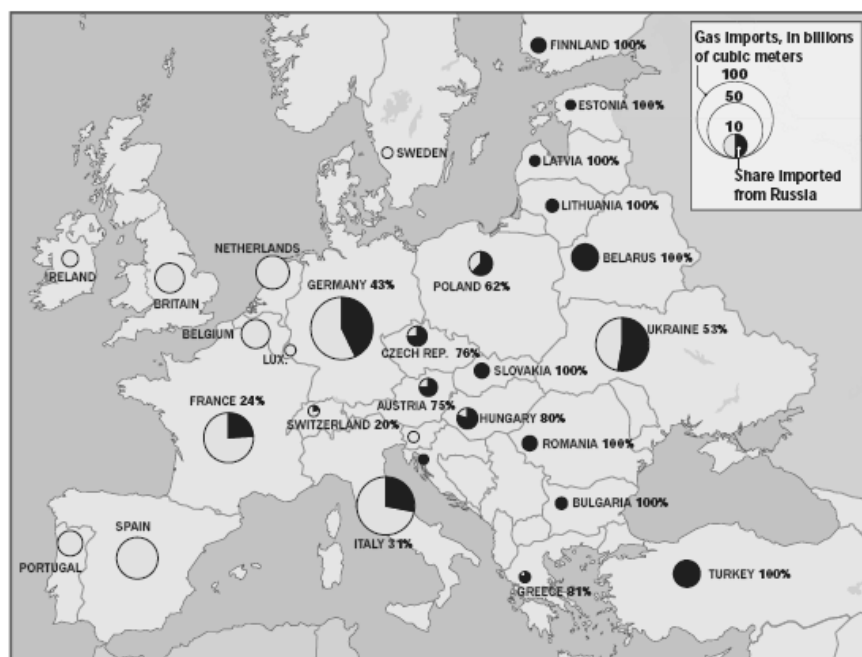 FINNLAND 100%
Gas imports, in billions
of cubic meters
100
50
10
Share imported
from Russia
ESTONIA 100%
SWEDEN
LATVIA 100%
LITHUANIA 100%
NETHERLANDS
IRELAND
BRITAIN
GERMANY 43%
POLAND 62%
BELARUS 100%
BELGIUM
LUX.
CZECH REP. 76%
UKRAINE 53%
SLOVAKIA 100%
FRANCE 24%
AUSTRIA 75%
SWITZERLAND 20%
HUNGARY 80%
ROMANIA 100%
BULGARIA 100%
SPAIN
ITALY 31%
PORTUGAL
GREECE 81%
TURKEY 100%